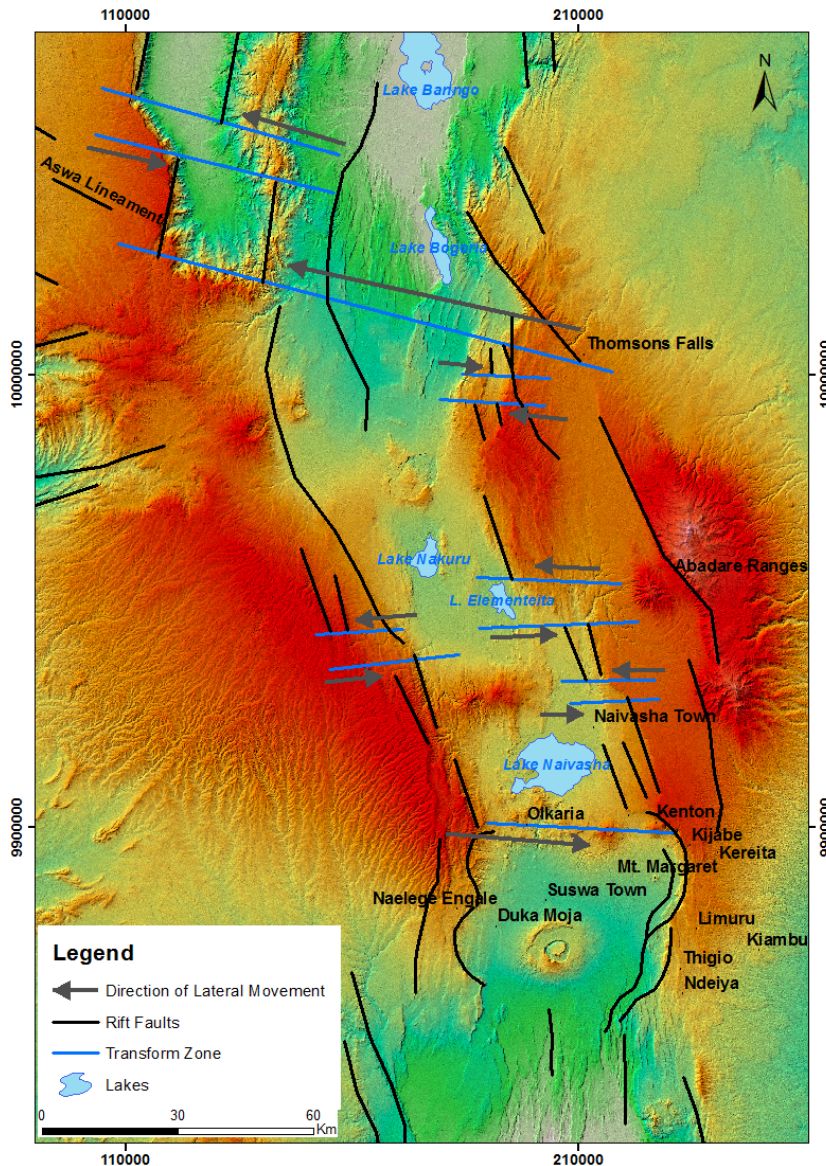 110000 210000
N
Lake Baringo
Aswa Lineament
Lake Bogoria
Thomsons Falls
10000000 10000000
Lake Nakuru
Abadare Ranges
L. Elementeita
Naivasha Town
Lake Naivasha
Olkaria
Kenton
9900000 9900000
Kijabe
Kereita
Mt. Margaret
Suswa Town
Naelege Engale
Duka Moja
Limuru
Kiambu
Thigio
Ndeiya
Legend
Direction of Lateral Movement
Rift Faults
Transform Zone
Lakes
0 30 60
Km
110000 210000